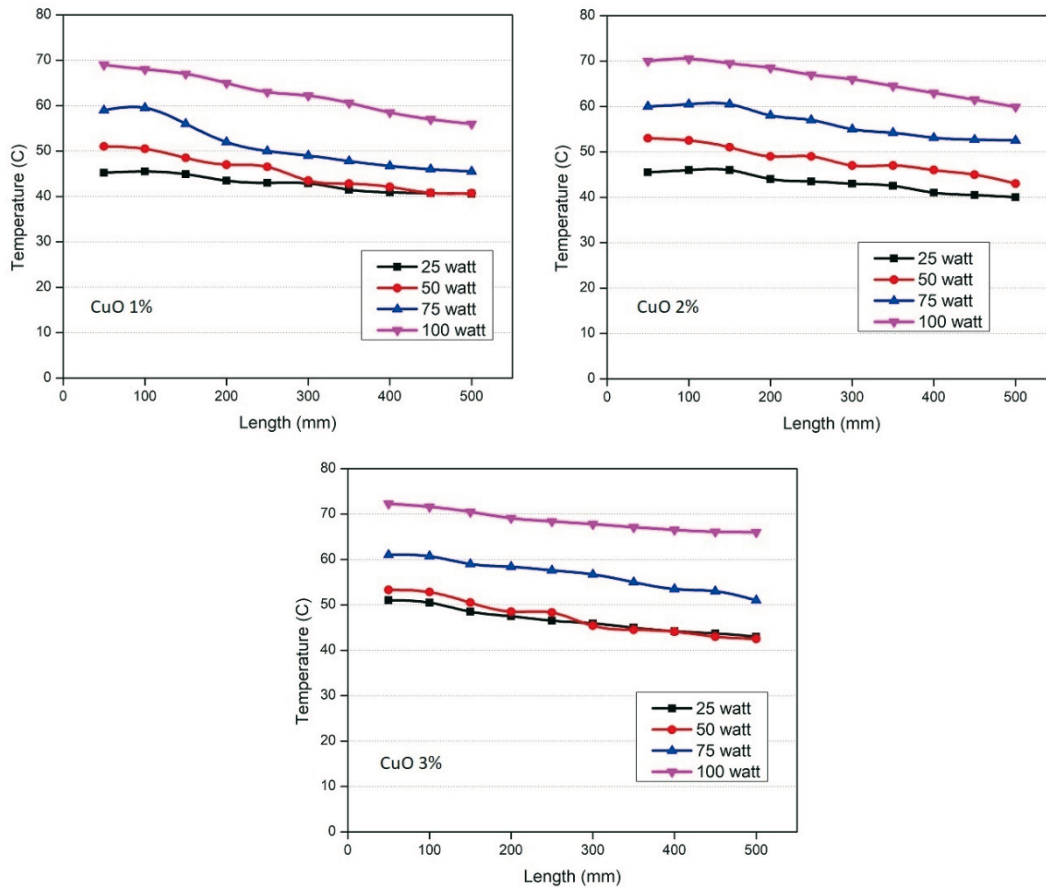 80
70
60
50
40
30
20
10
0
Temperature (C)
25 watt
50 watt
75 watt
100 watt
CuO 1%
0 100 200 300 400 500
Length (mm)
80
70
60
50
40
30
20
10
0
Temperature (C)
25 watt
50 watt
75 watt
100 watt
CuO 2%
0 100 200 300 400 500
Length (mm)
80
70
60
50
40
30
20
10
0
Temperature (C)
25 watt
50 watt
75 watt
100 watt
CuO 3%
0 100 200 300 400 500
Length (mm)